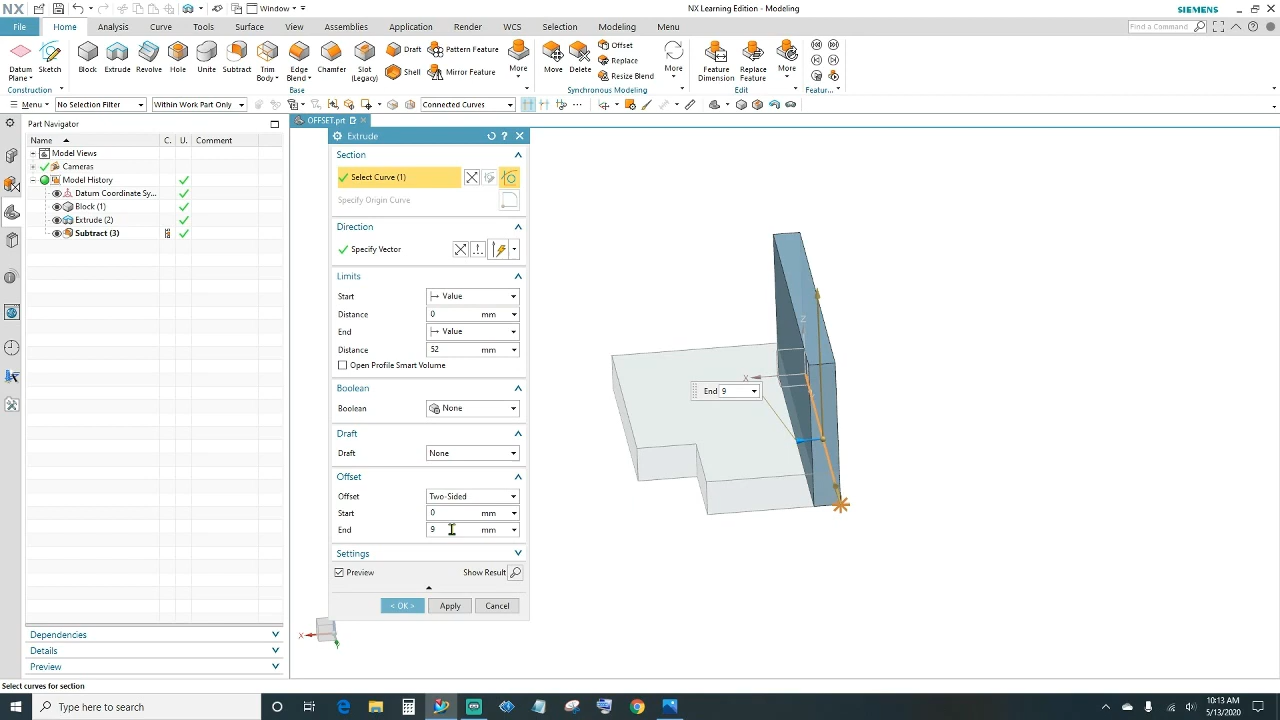 NX
Window
NX Learning Edition - Modeling
SIEMENS
File
Home
Analysis
Curve
Tools
Surface
View
Assemblies
Application
Render
WCS
Selection
Modeling
Menu
Find a Command
Datum
Plane
Sketch
Block
Extrude
Revolve
Hole
Unite
Subtract
Trim
Body
Edge
Blend
Chamfer
Slot
(Legacy)
Draft
Shell
Pattern Feature
Mirror Feature
More
Move
Delete
Offset
Replace
Resize Blend
More
Feature
Dimension
Replace
Feature
More
Construction
Base
Synchronous Modeling
Edit
Featur...
Menu
No Selection Filter
Within Work Part Only
Connected Curves
Part Navigator
Name
C.
U.
Comment
Model Views
Cameras
Model History
Datum Coordinate Sy...
Block (1)
Extrude (2)
Subtract (3)
Dependencies
Details
Preview
OFFSET.prt
Extrude
Section
Select Curve (1)
Specify Origin Curve
Direction
Specify Vector
Limits
Start
Value
Distance
0
mm
End
Value
Distance
52
mm
Open Profile Smart Volume
Boolean
Boolean
None
Draft
Draft
None
Offset
Offset
Two-Sided
Start
0
mm
End
9
mm
Settings
Preview
Show Result
< OK >
Apply
Cancel
Z
X
End 9
X
Y
Select curves for section
Type here to search
10:13 AM
5/13/2020